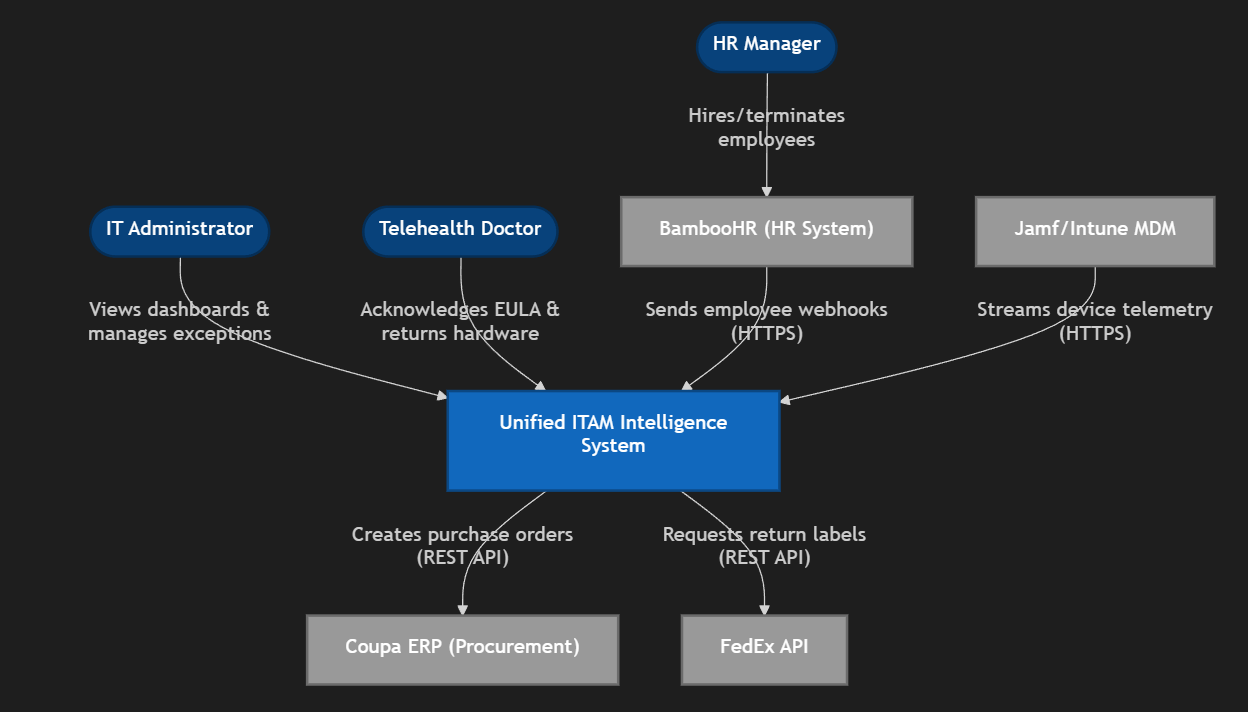 HR Manager
Hires/terminates
employees
IT Administrator
Telehealth Doctor
BambooHR (HR System)
Jamf/Intune MDM
Views dashboards &
manages exceptions
Acknowledges EULA &
returns hardware
Sends employee webhooks
(HTTPS)
Streams device telemetry
(HTTPS)
Unified ITAM Intelligence
System
Creates purchase orders
(REST API)
Requests return labels
(REST API)
Coupa ERP (Procurement)
FedEx API